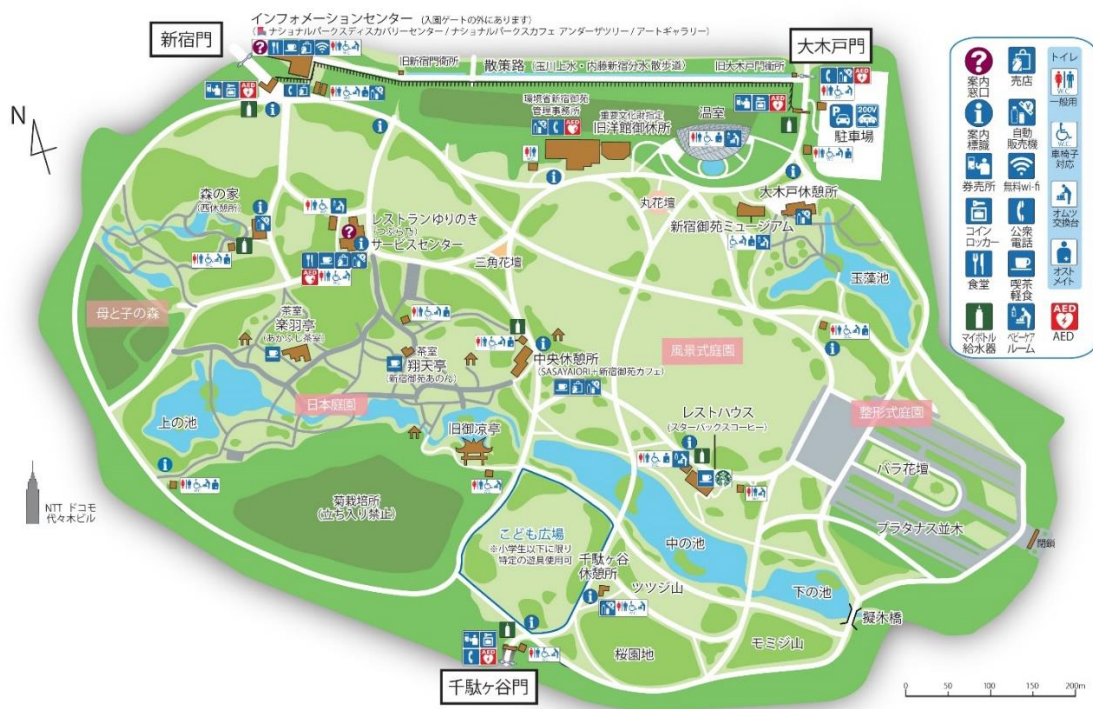 インフォメーションセンター (入園ゲートの外にあります)
(ナショナルパークスディスカバリーセンター / ナショナルパークスカフェ アンダーザツリー / アートギャラリー)
新宿門
大木戸門
旧新宿門衛所
散策路 (玉川上水・内藤新宿分水 散歩道)
旧大木戸門衛所
N
環境省新宿御苑
管理事務所
重要文化財指定
旧洋館御休所
温室
200V
駐車場
森の家
(西休憩所)
レストランゆりのき
サービスセンター
丸花壇
大木戸休憩所
新宿御苑ミュージアム
三角花壇
玉藻池
母と子の森
茶室
楽羽亭
(あかふじ茶室)
茶室
翔天亭
(新宿御苑あのん)
中央休憩所
(SASAYAIORI+新宿御苑カフェ)
風景式庭園
日本庭園
上の池
旧御涼亭
レストハウス
(スターバックスコーヒー)
整形式庭園
バラ花壇
プラタナス並木
閉鎖
NTT ドコモ
代々木ビル
菊栽培所
(立ち入り禁止)
こども広場
※小学生以下に限り
特定の遊具使用可
千駄ヶ谷
休憩所
中の池
ツツジ山
下の池
擬木橋
桜園地
モミジ山
千駄ヶ谷門
0 50 100 150 200m
案内
窓口
売店
トイレ
W.C.
一般用
案内
標識
自動
販売機
W.C.
車椅子
対応
券売所
無料wi-fi
オムツ
交換台
コイン
ロッカー
公衆
電話
オスト
メイト
食堂
喫茶
軽食
マイボトル
給水器
ベビーケア
ルーム
AED
AED